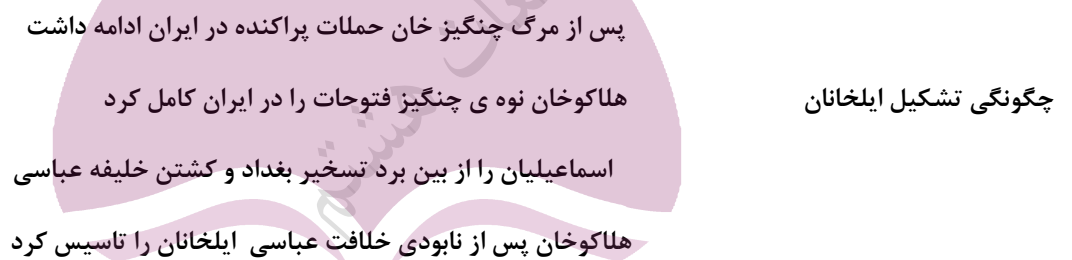 پس از مرگ چنگیز خان حملات پراکنده در ایران ادامه داشت
چگونگی تشکیل ایلخانان
هلاکوخان نوه ی چنگیز فتوحات را در ایران کامل کرد
اسماعیلیان را از بین برد تسخیر بغداد و کشتن خلیفه عباسی
هلاکوخان پس از نابودی خلافت عباسی ایلخانان را تاسیس کرد
هشتم